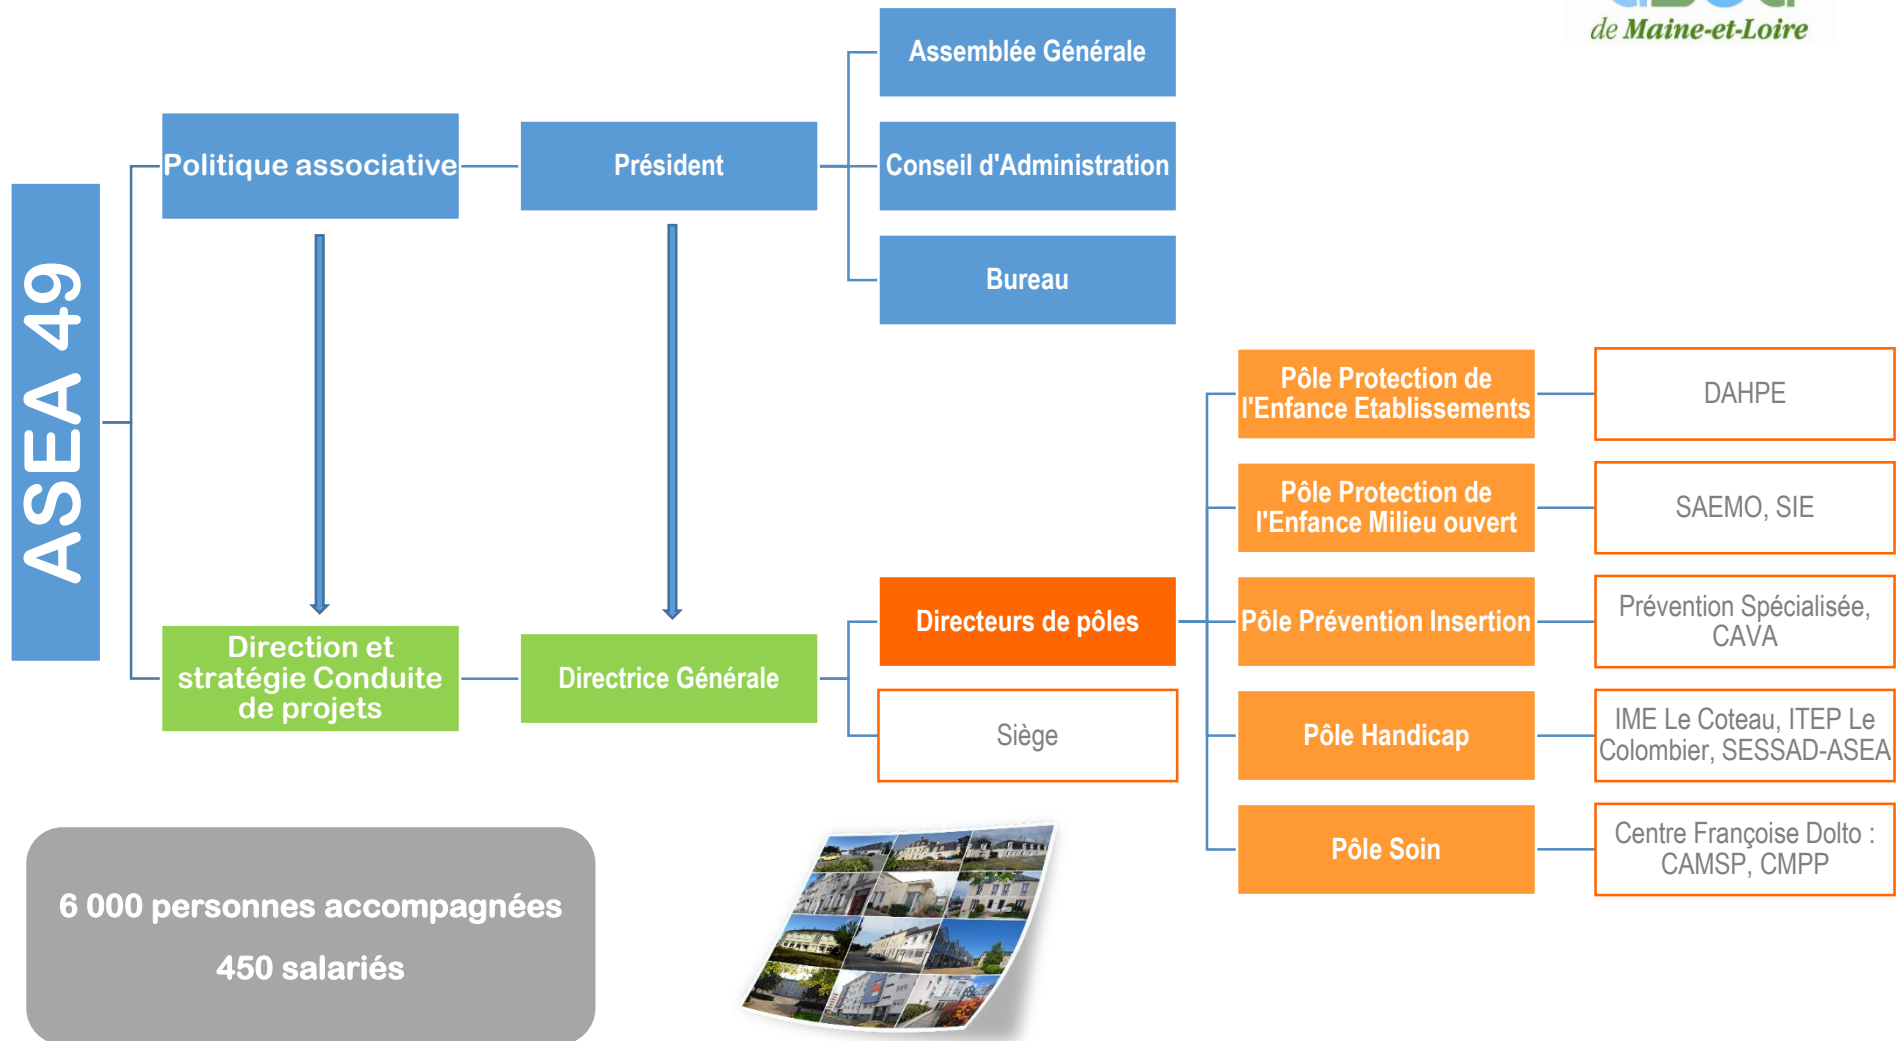 de Maine-et-Loire
ASEA 49
Politique associative
Président
Assemblée Générale
Conseil d'Administration
Bureau
Direction et
stratégie Conduite
de projets
Directrice Générale
Directeurs de pôles
Siège
Pôle Protection de
l'Enfance Etablissements
DAHPE
Pôle Protection de
l'Enfance Milieu ouvert
SAEMO, SIE
Pôle Prévention Insertion
Prévention Spécialisée,
CAVA
Pôle Handicap
IME Le Coteau, ITEP Le
Colombier, SESSAD-ASEA
Pôle Soin
Centre Françoise Dolto :
CAMSP, CMPP
6 000 personnes accompagnées
450 salariés